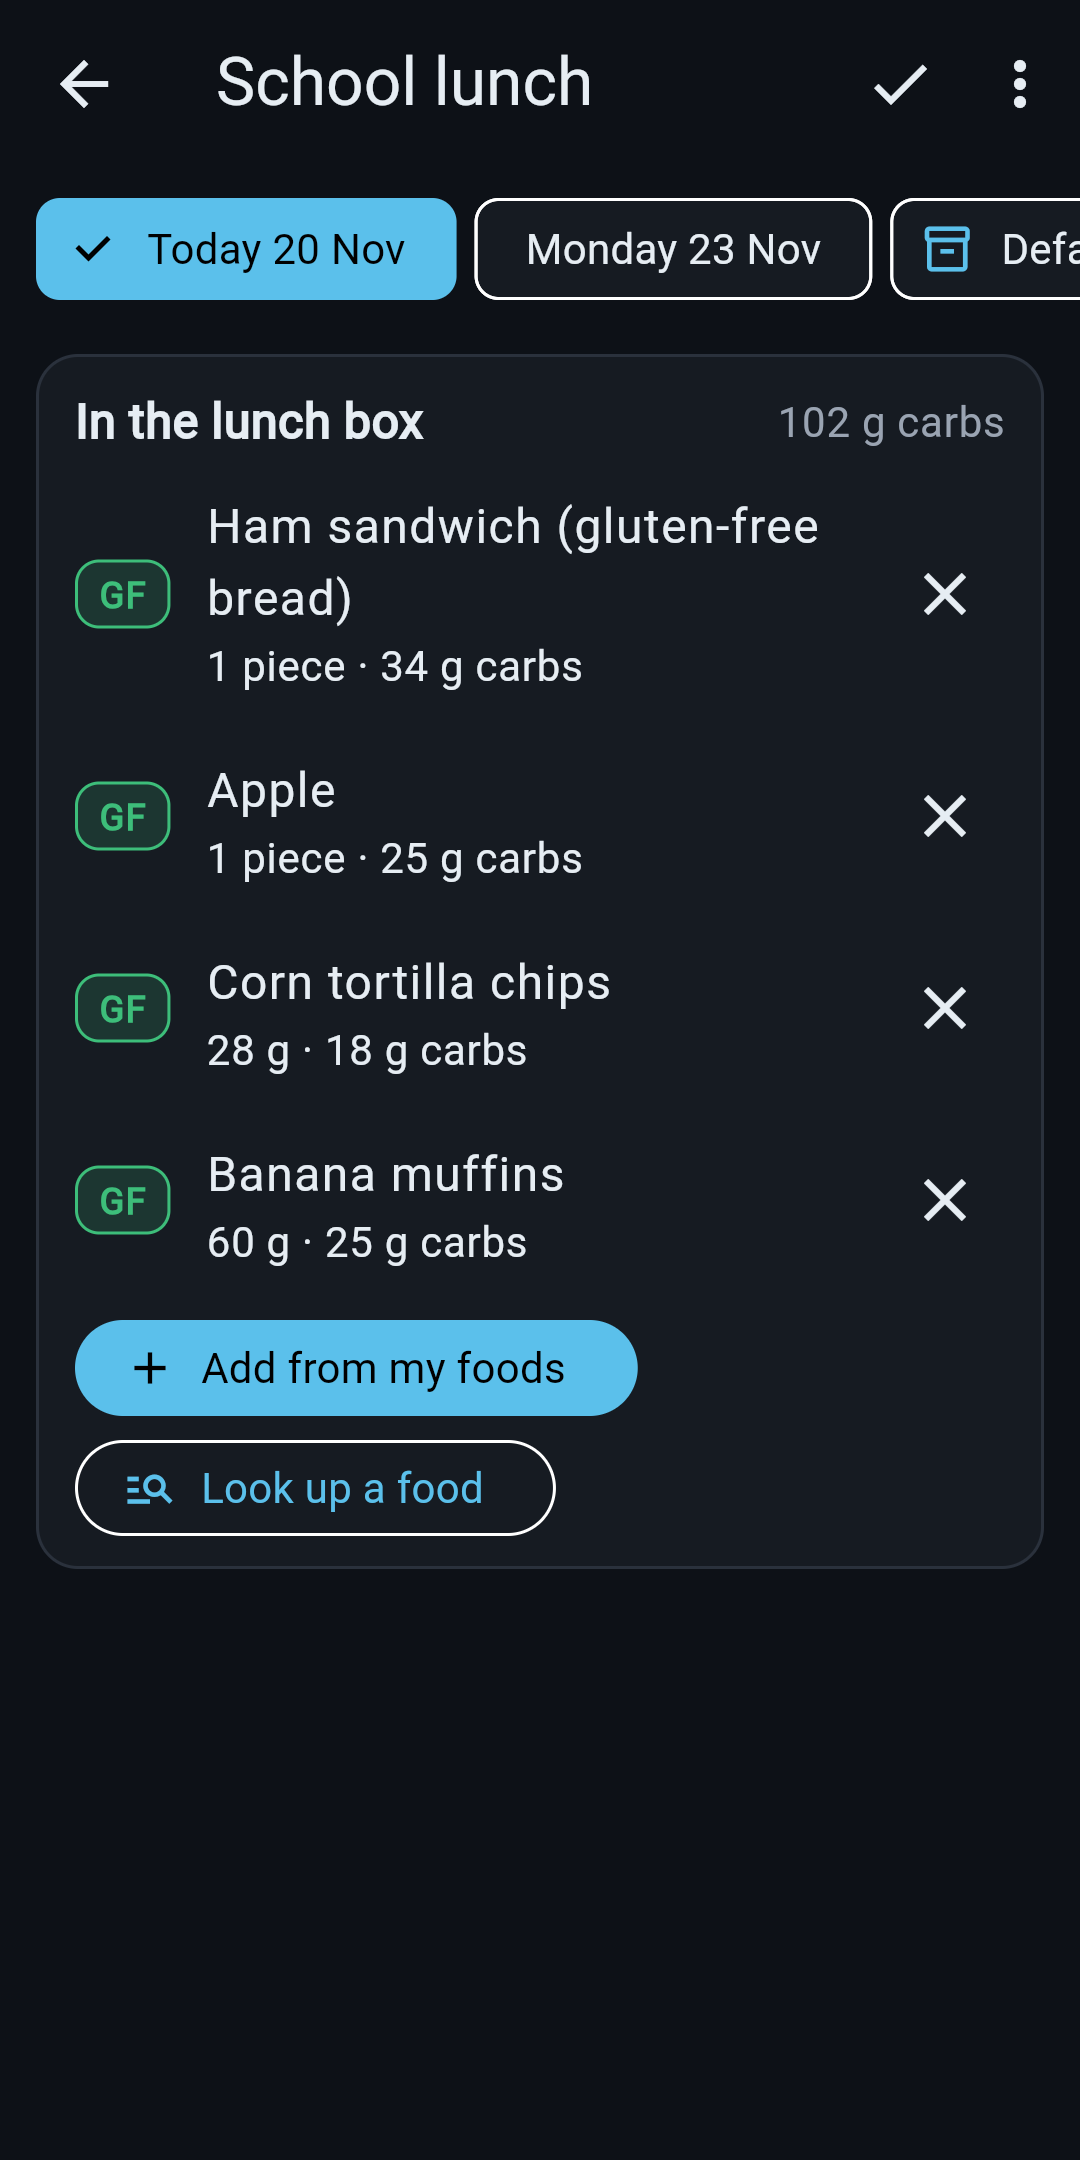 School lunch
Today 20 Nov
Monday 23 Nov
Defa
In the lunch box
102 g carbs
GF
Ham sandwich (gluten-free
bread)
1 piece · 34 g carbs
GF
Apple
1 piece · 25 g carbs
GF
Corn tortilla chips
28 g · 18 g carbs
GF
Banana muffins
60 g · 25 g carbs
Add from my foods
Look up a food